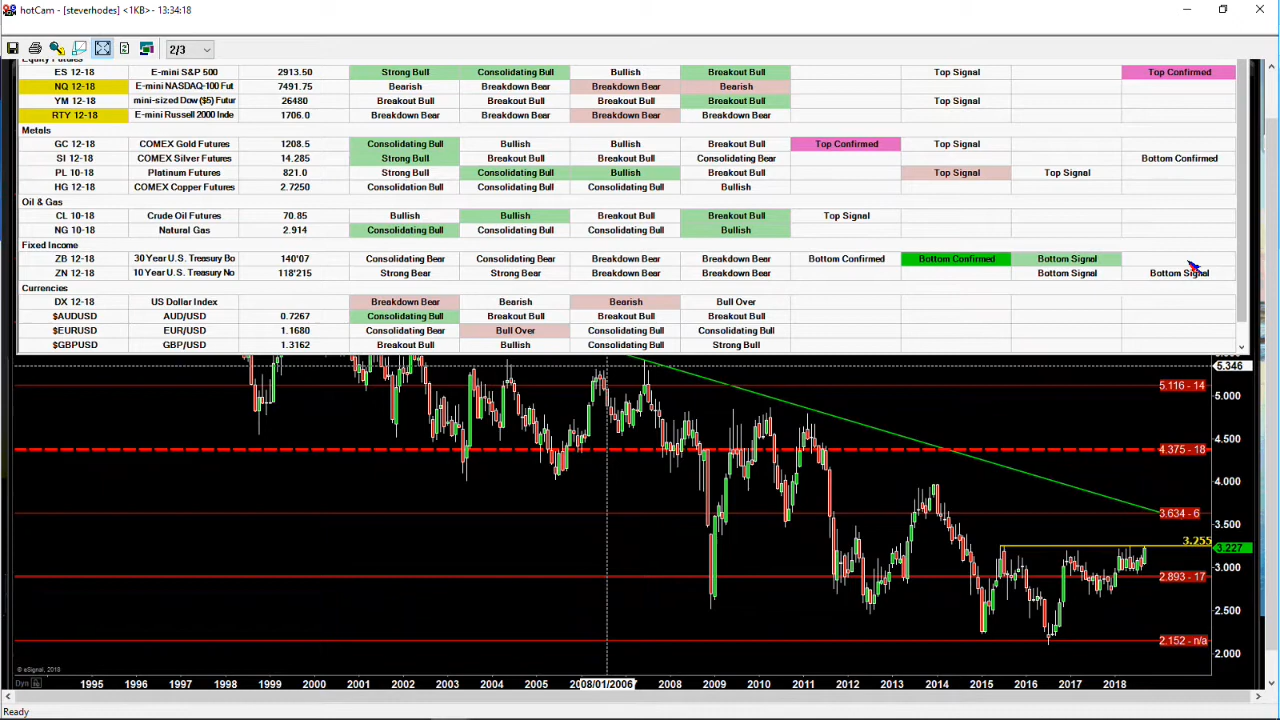 hotCam - [steverhodes] <1KB> - 13:34:18
2/3
Equity Futures
ES 12-18 E-mini S&P 500 2913.50 Strong Bull Consolidating Bull Bullish Breakout Bull Top Signal Top Confirmed
NQ 12-18 E-mini NASDAQ-100 Fut 7491.75 Bearish Breakdown Bear Breakdown Bear Bearish
YM 12-18 mini-sized Dow ($5) Futur 26480 Breakout Bull Breakout Bull Breakout Bull Breakout Bull Top Signal
RTY 12-18 E-mini Russell 2000 Inde 1706.0 Breakdown Bear Breakdown Bear Breakdown Bear Breakdown Bear
Metals
GC 12-18 COMEX Gold Futures 1208.5 Consolidating Bull Bullish Bullish Breakout Bull Top Confirmed Top Signal
SI 12-18 COMEX Silver Futures 14.285 Strong Bull Breakout Bull Breakout Bull Consolidating Bear Bottom Confirmed
PL 10-18 Platinum Futures 821.0 Strong Bull Consolidating Bull Bullish Breakout Bull Top Signal Top Signal
HG 12-18 COMEX Copper Futures 2.7250 Consolidation Bull Consolidating Bull Consolidating Bull Bullish
Oil & Gas
CL 10-18 Crude Oil Futures 70.85 Bullish Bullish Breakout Bull Breakout Bull Top Signal
NG 10-18 Natural Gas 2.914 Consolidating Bull Consolidating Bull Consolidating Bull Bullish
Fixed Income
ZB 12-18 30 Year U.S. Treasury Bo 140'07 Consolidating Bear Consolidating Bear Breakdown Bear Breakdown Bear Bottom Confirmed Bottom Confirmed Bottom Signal
ZN 12-18 10 Year U.S. Treasury No 118'215 Strong Bear Strong Bear Breakdown Bear Breakdown Bear Bottom Signal Bottom Signal
Currencies
DX 12-18 US Dollar Index Breakdown Bear Bearish Bearish Bull Over
$AUDUSD AUD/USD 0.7267 Consolidating Bull Breakout Bull Breakout Bull Breakout Bull
$EURUSD EUR/USD 1.1680 Consolidating Bear Bull Over Consolidating Bull Consolidating Bull
$GBPUSD GBP/USD 1.3162 Breakout Bull Bullish Consolidating Bull Strong Bull
5.346
5.116 - 14
5.000
4.500
4.375 - 18
4.000
3.634 - 6
3.500
3.255
3.227
3.000
2.893 - 17
2.500
2.152 - n/a
2.000
© eSignal, 2018
Dyn 1995 1996 1997 1998 1999 2000 2001 2002 2003 2004 2005 08/01/2006 2008 2009 2010 2011 2012 2013 2014 2015 2016 2017 2018
Ready